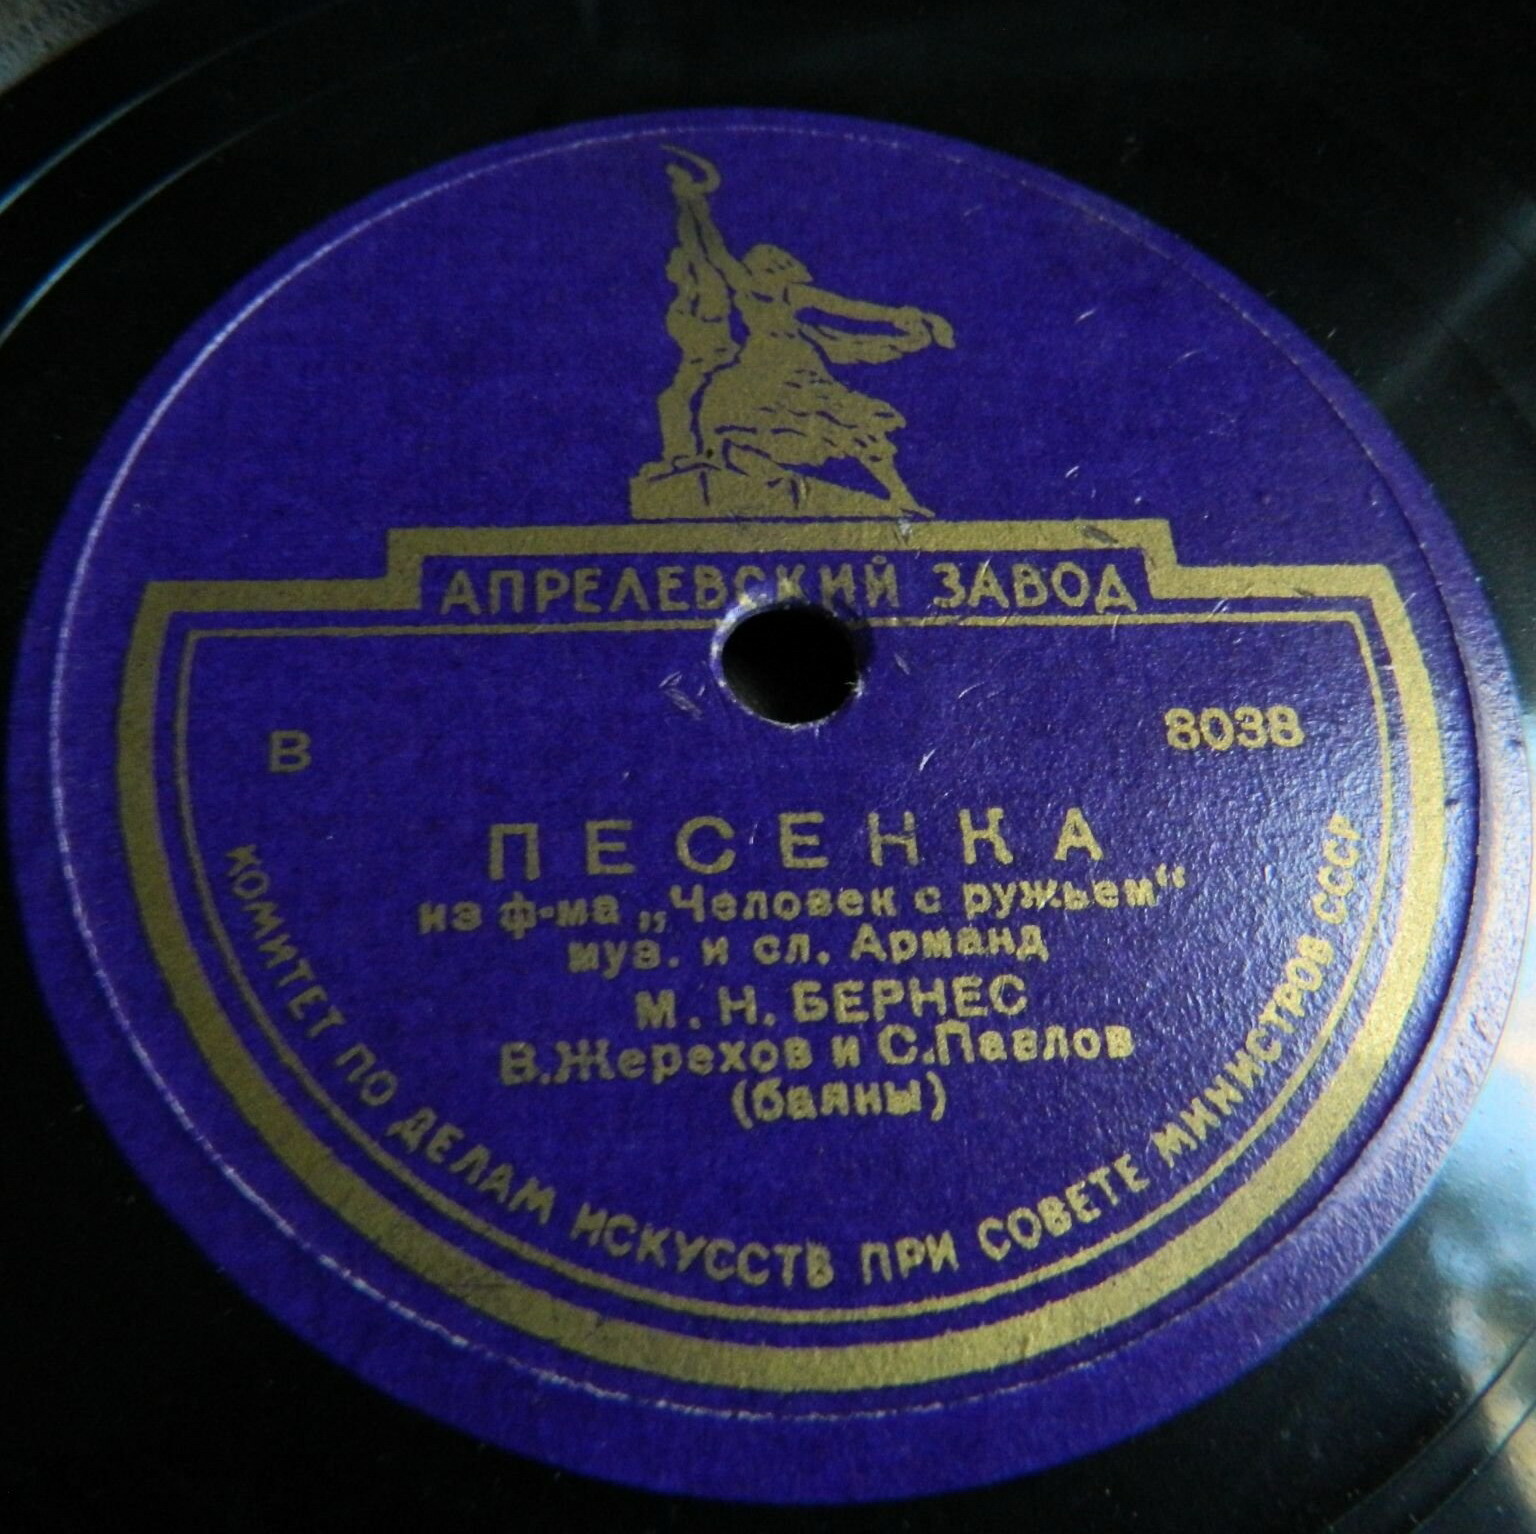 АПРЕЛЕВСКИЙ ЗАВОД
В 8038
ПЕСЕНКА
из ф-ма „Человек с ружьем“
муз. и сл. Арманд
М. Н. БЕРНЕС
В.Жерехов и С.Павлов
(баяны)
КОМИТЕТ ПО ДЕЛАМ ИСКУССТВ ПРИ СОВЕТЕ МИНИСТРОВ СССР